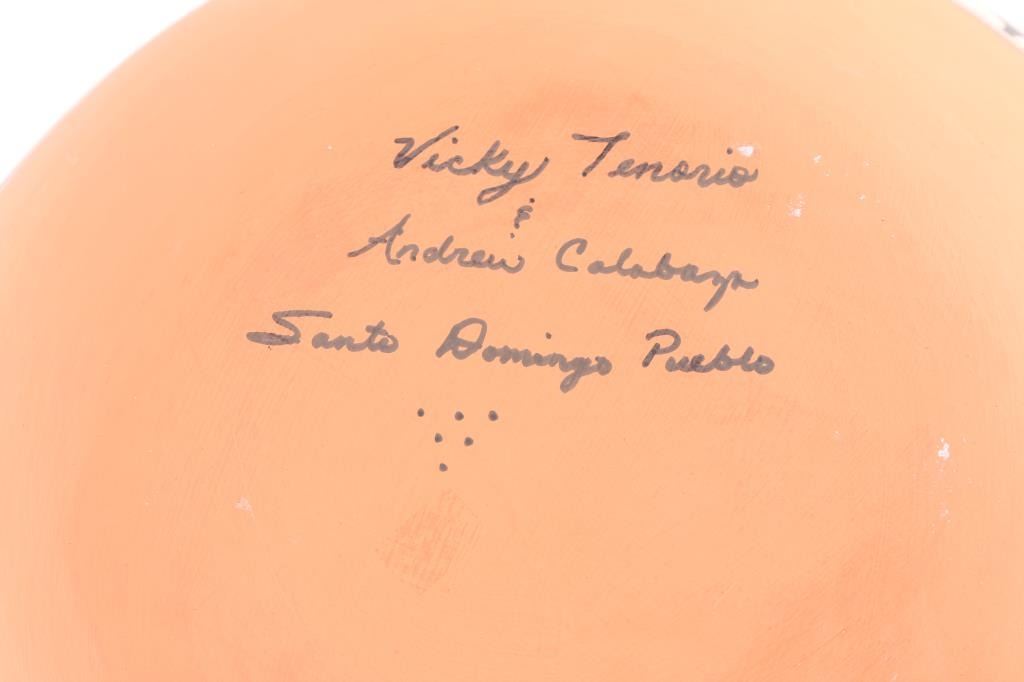 Vicky Tenorio
&
Andrew Calabaza
Santo Domingo Pueblo